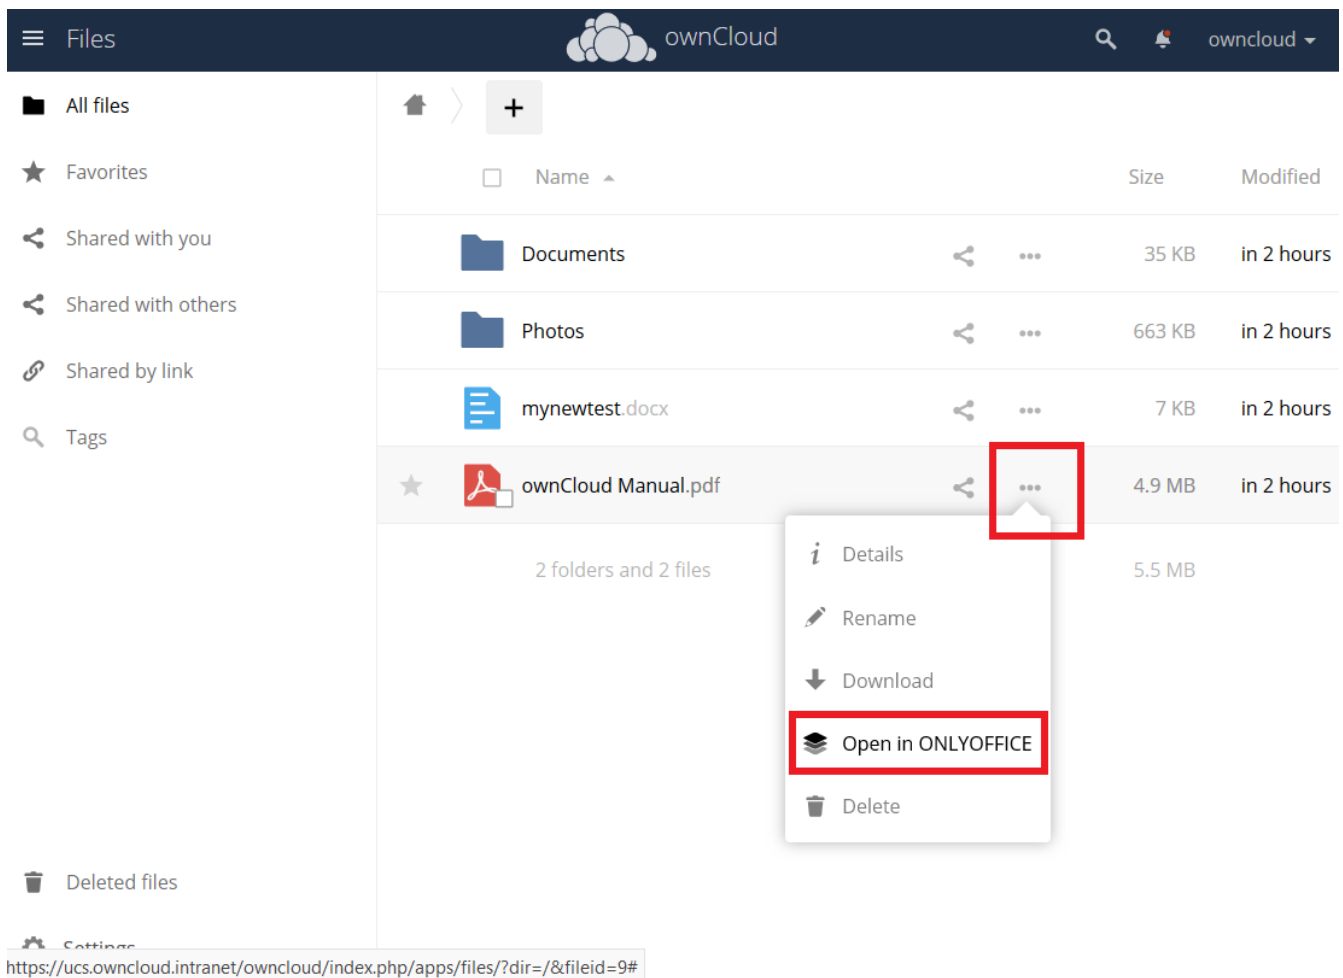 Files
ownCloud
owncloud
All files
Favorites
Shared with you
Shared with others
Shared by link
Tags
Name Size Modified
Documents 35 KB in 2 hours
Photos 663 KB in 2 hours
mynewtest.docx 7 KB in 2 hours
ownCloud Manual.pdf 4.9 MB in 2 hours
2 folders and 2 files 5.5 MB
Details
Rename
Download
Open in ONLYOFFICE
Delete
Deleted files
Settings
https://ucs.owncloud.intranet/owncloud/index.php/apps/files/?dir=/&fileid=9#